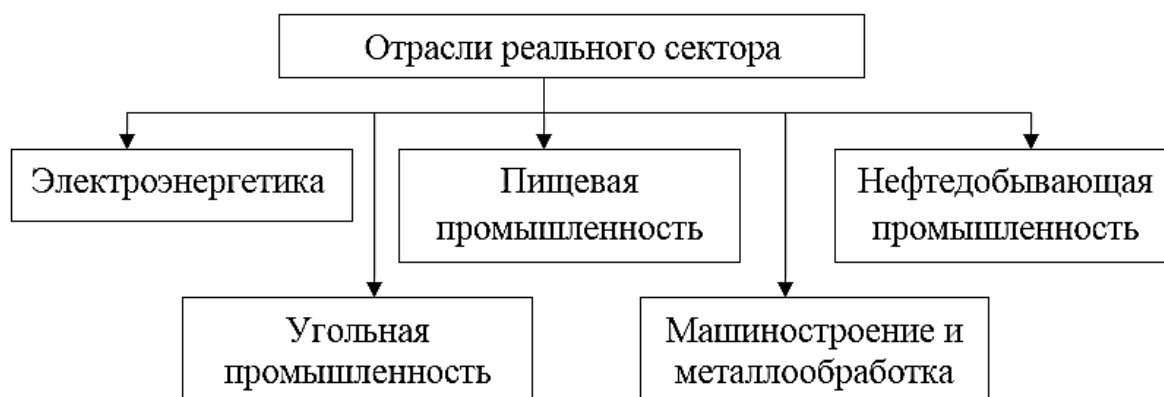 Отрасли реального сектора
Электроэнергетика
Пищевая
промышленность
Нефтедобывающая
промышленность
Угольная
промышленность
Машиностроение и
металлообработка